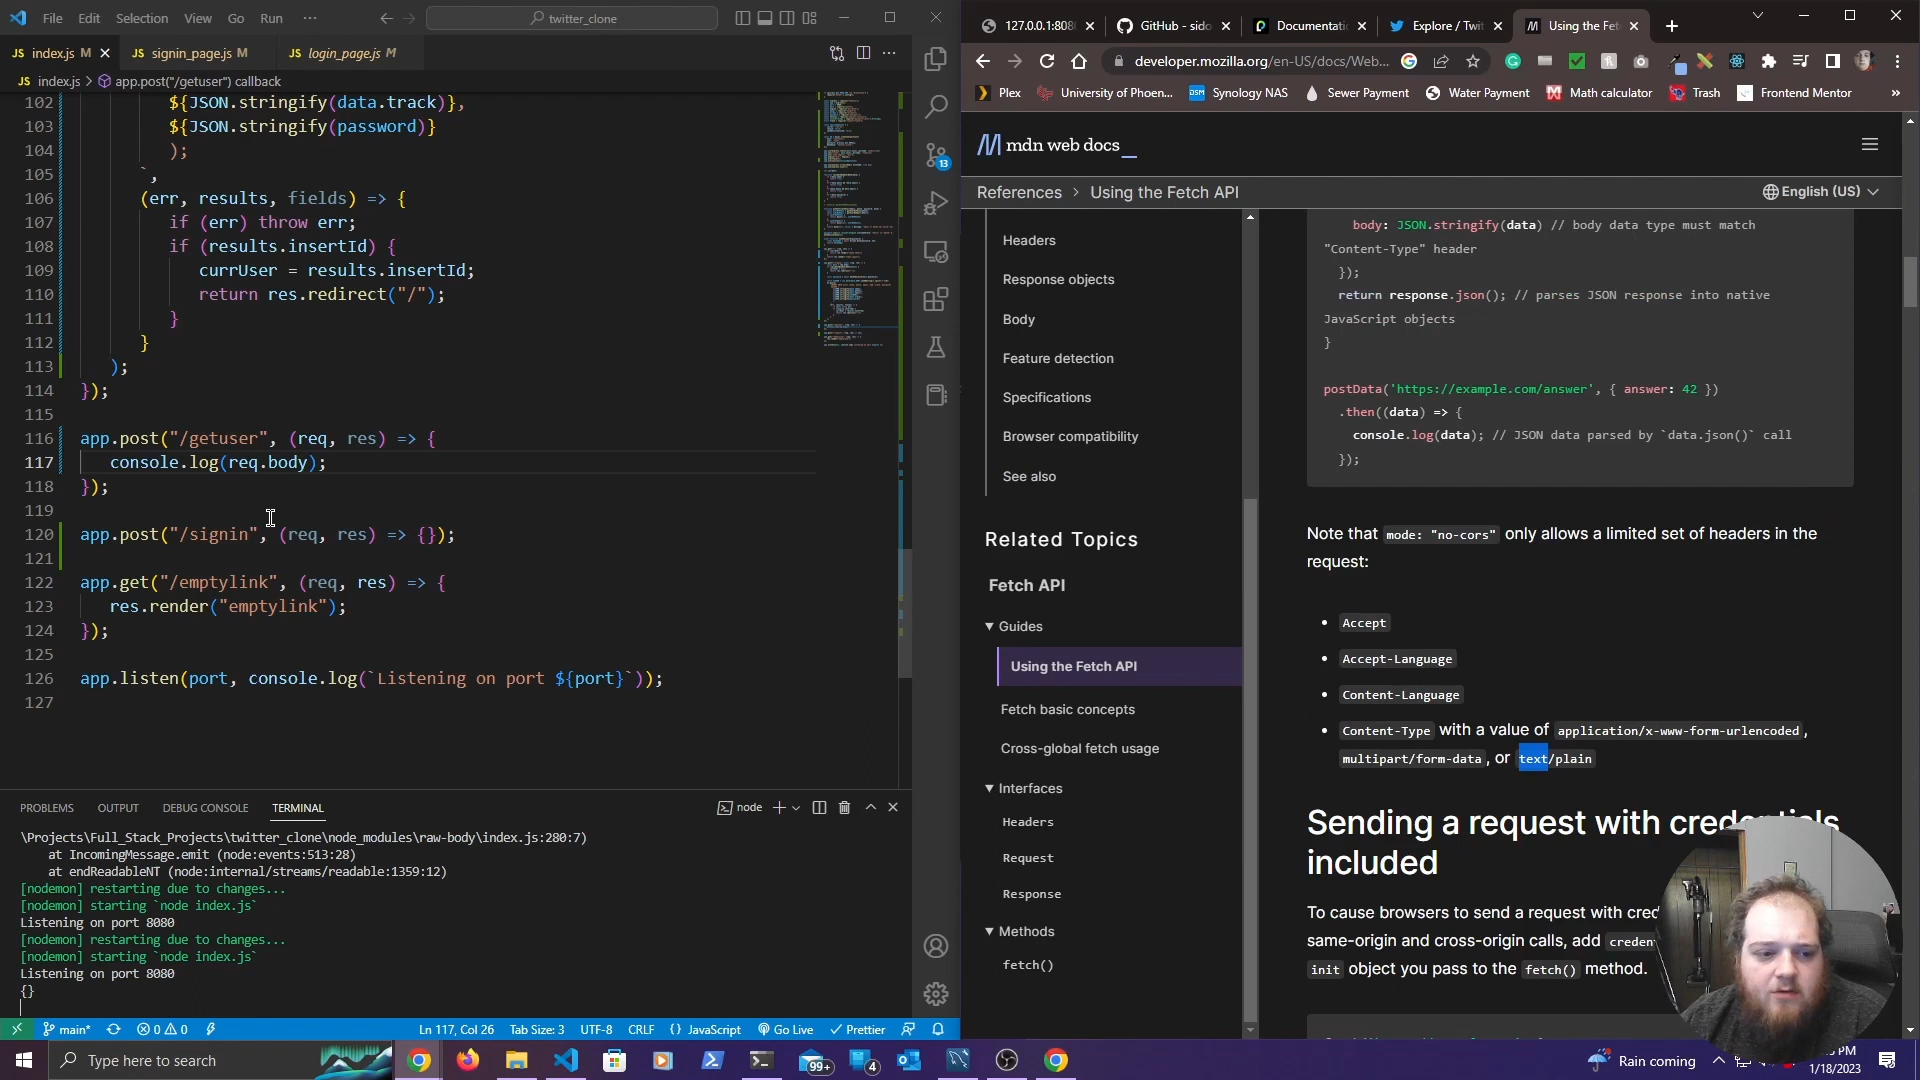 File Edit Selection View Go Run ···
twitter_clone
JS index.js M
JS signin_page.js M
JS login_page.js M
JS index.js > app.post("/getuser") callback
102 ${JSON.stringify(data.track)},
103 ${JSON.stringify(password)}
104 );
105 `,
106 (err, results, fields) => {
107 if (err) throw err;
108 if (results.insertId) {
109 currUser = results.insertId;
110 return res.redirect("/");
111 }
112 }
113 );
114 });
115
116 app.post("/getuser", (req, res) => {
117 console.log(req.body);
118 });
119
120 app.post("/signin", (req, res) => {});
121
122 app.get("/emptylink", (req, res) => {
123 res.render("emptylink");
124 });
125
126 app.listen(port, console.log(`Listening on port ${port}`));
127
13
PROBLEMS OUTPUT DEBUG CONSOLE TERMINAL
node
\Projects\Full_Stack_Projects\twitter_clone\node_modules\raw-body\index.js:280:7)
at IncomingMessage.emit (node:events:513:28)
at endReadableNT (node:internal/streams/readable:1359:12)
[nodemon] restarting due to changes...
[nodemon] starting `node index.js`
Listening on port 8080
[nodemon] restarting due to changes...
[nodemon] starting `node index.js`
Listening on port 8080
{}
main* 0 0
Ln 117, Col 26 Tab Size: 3 UTF-8 CRLF {} JavaScript Go Live Prettier
127.0.0.1:808
GitHub - sido
Documentati
Explore / Twit
Using the Fet
developer.mozilla.org/en-US/docs/Web...
Plex University of Phoen... DSM Synology NAS Sewer Payment Water Payment Math calculator Trash Frontend Mentor »
mdn web docs _
References > Using the Fetch API
English (US)
Headers
Response objects
Body
Feature detection
Specifications
Browser compatibility
See also
Related Topics
Fetch API
Guides
Using the Fetch API
Fetch basic concepts
Cross-global fetch usage
Interfaces
Headers
Request
Response
Methods
fetch()
body: JSON.stringify(data) // body data type must match
"Content-Type" header
});
return response.json(); // parses JSON response into native
JavaScript objects
}
postData('https://example.com/answer', { answer: 42 })
.then((data) => {
console.log(data); // JSON data parsed by `data.json()` call
});
Note that mode: "no-cors" only allows a limited set of headers in the
request:
Accept
Accept-Language
Content-Language
Content-Type with a value of application/x-www-form-urlencoded,
multipart/form-data, or text/plain
Sending a request with credentials
included
To cause browsers to send a request with
same-origin and cross-origin calls, add
init object you pass to the fetch() method.
Type here to search
99+
4
Rain coming
PM
1/18/2023